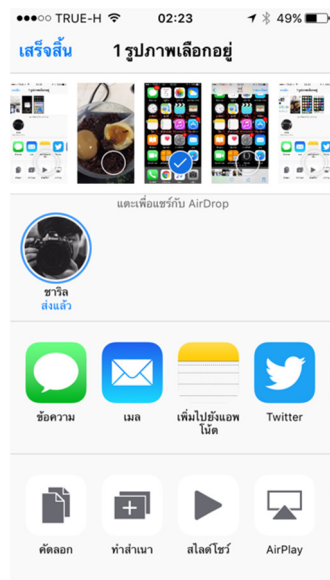 TRUE-H 02:23 49%
เสร็จสิ้น 1 รูปภาพเลือกอยู่
แตะเพื่อแชร์กับ AirDrop
ชาริล
ส่งแล้ว
ข้อความ เมล เพิ่มไปยังแอพ Twitter
โน้ต
คัดลอก ทำสำเนา สไลด์โชว์ AirPlay